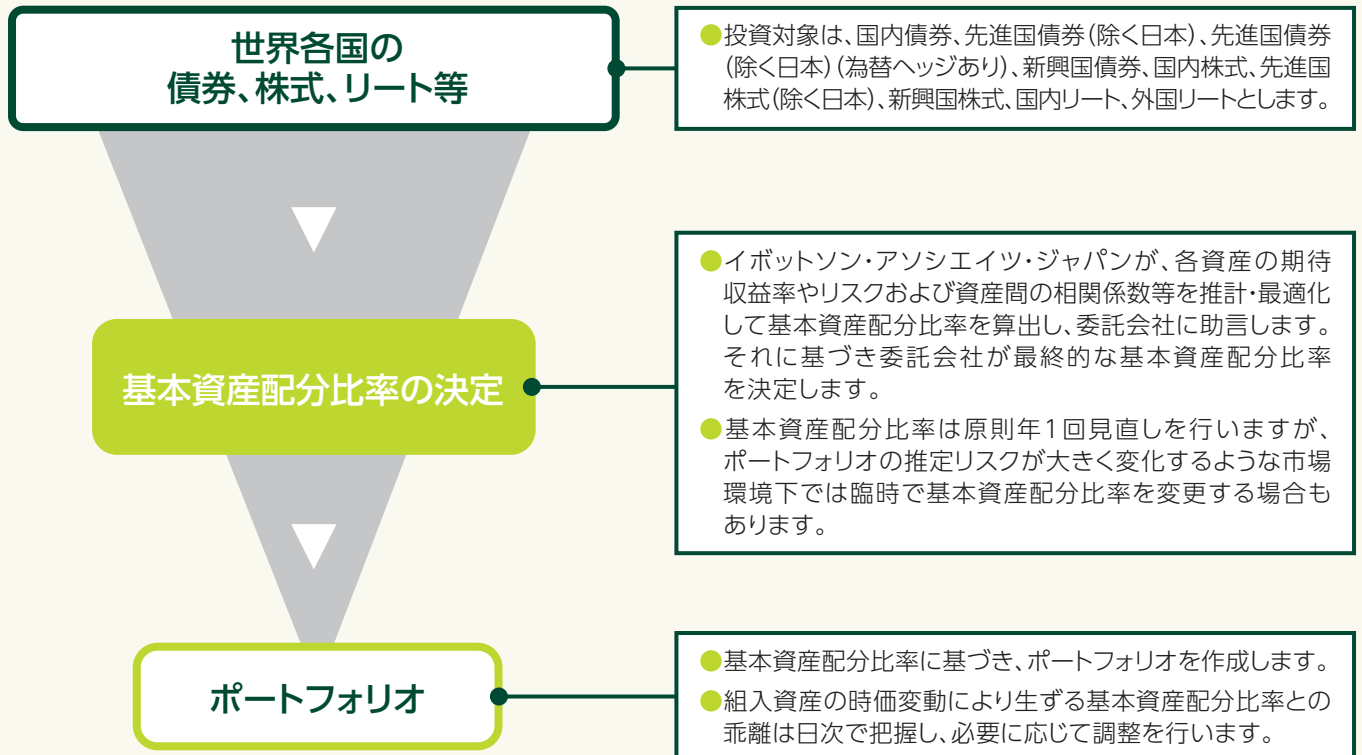 世界各国の
債券、株式、リート等
●投資対象は、国内債券、先進国債券(除く日本)、先進国債券
(除く日本)(為替ヘッジあり)、新興国債券、国内株式、先進国
株式(除く日本)、新興国株式、国内リート、外国リートとします。
基本資産配分比率の決定
●イボットソン・アソシエイツ・ジャパンが、各資産の期待
収益率やリスクおよび資産間の相関係数等を推計・最適化
して基本資産配分比率を算出し、委託会社に助言します。
それに基づき委託会社が最終的な基本資産配分比率
を決定します。
●基本資産配分比率は原則年1回見直しを行いますが、
ポートフォリオの推定リスクが大きく変化するような市場
環境下では臨時で基本資産配分比率を変更する場合も
あります。
ポートフォリオ
●基本資産配分比率に基づき、ポートフォリオを作成します。
●組入資産の時価変動により生ずる基本資産配分比率との
乖離は日次で把握し、必要に応じて調整を行います。